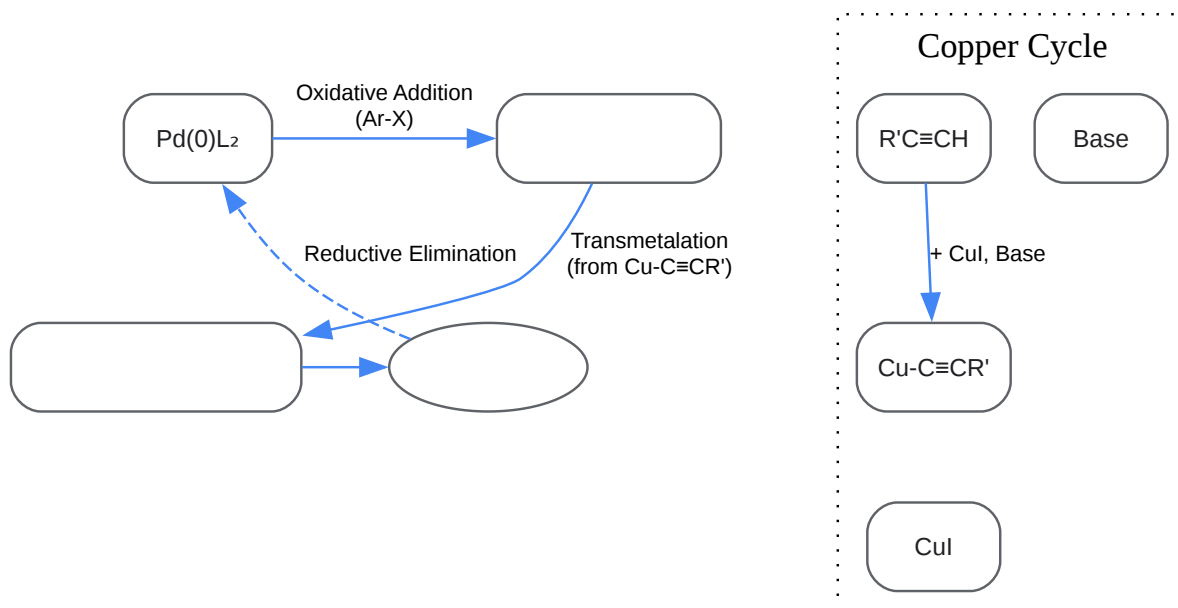 Copper Cycle
Oxidative Addition
(Ar-X)
Pd(0)L₂
R'C≡CH
Base
Reductive Elimination
Transmetalation
(from Cu-C≡CR')
+ CuI, Base
Cu-C≡CR'
CuI